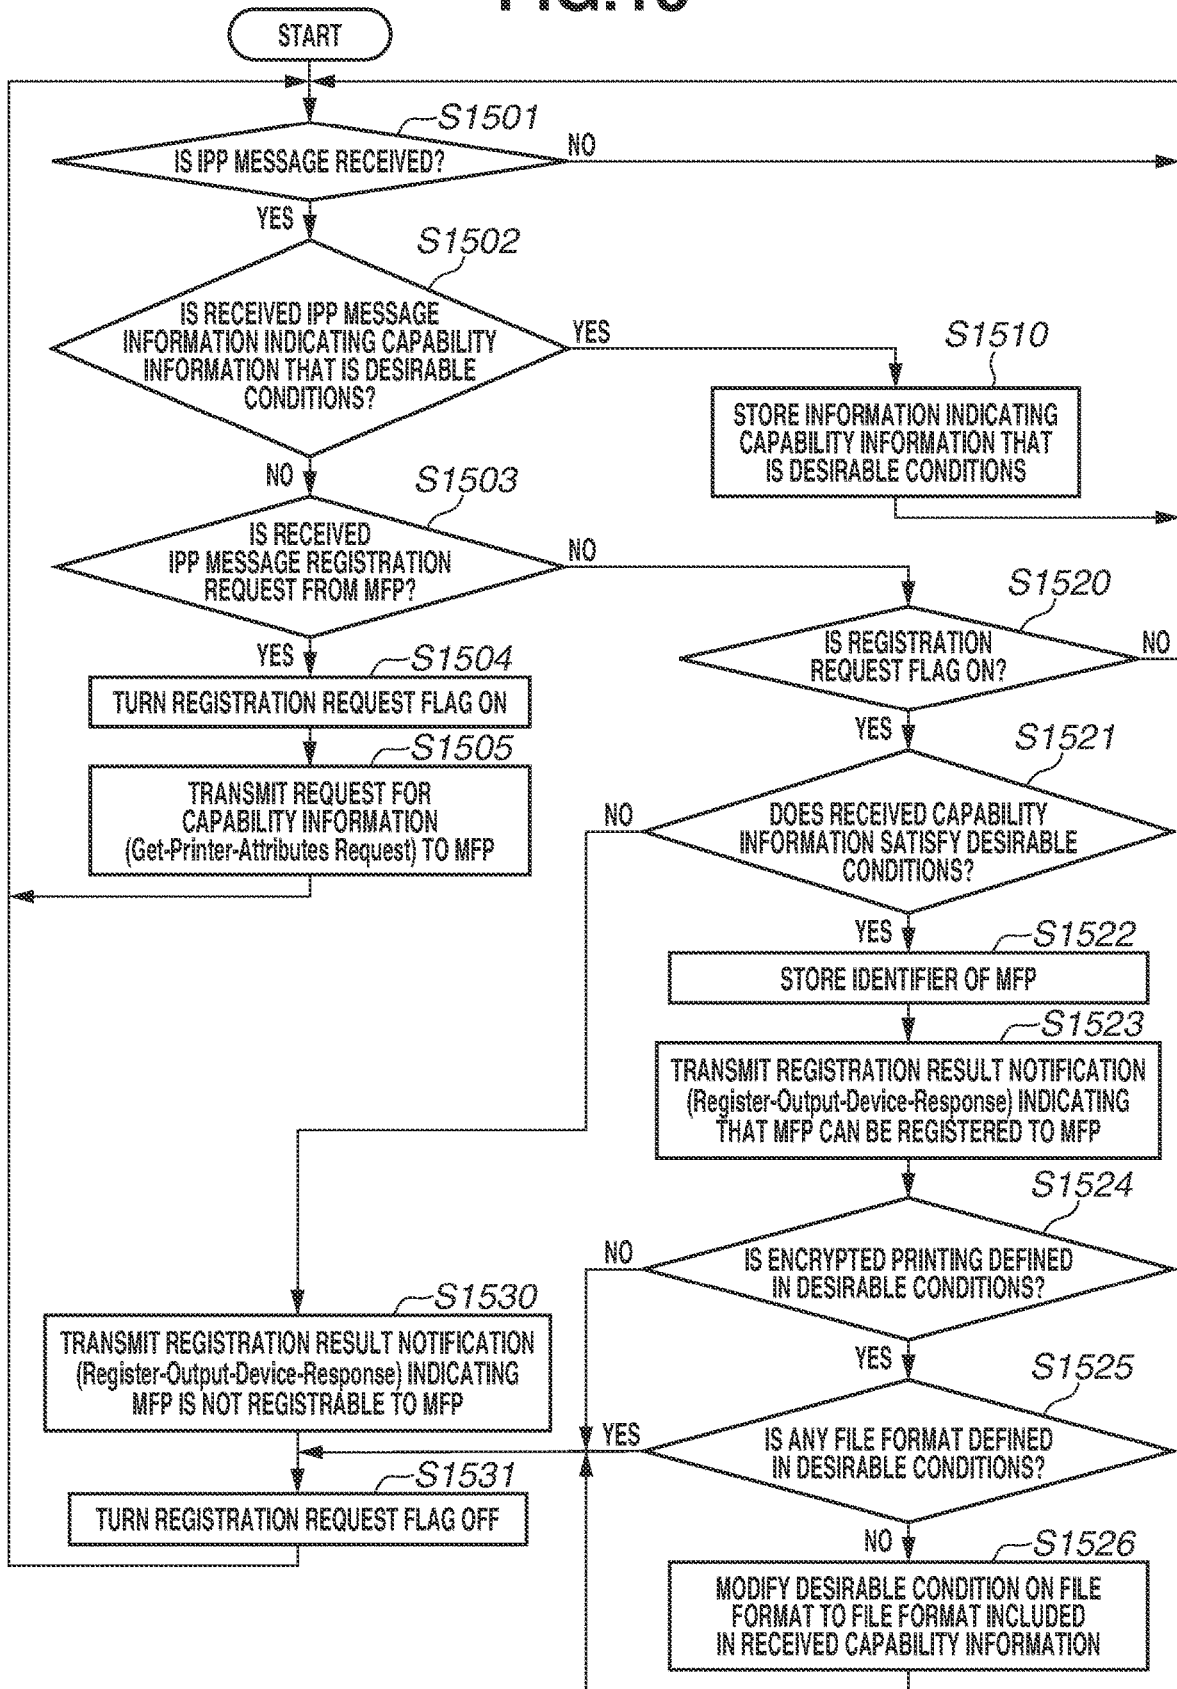 START
S1501
IS IPP MESSAGE RECEIVED?
NO
YES
S1502
IS RECEIVED IPP MESSAGE
INFORMATION INDICATING CAPABILITY
INFORMATION THAT IS DESIRABLE
CONDITIONS?
YES
S1510
STORE INFORMATION INDICATING
CAPABILITY INFORMATION THAT
IS DESIRABLE CONDITIONS
NO
S1503
IS RECEIVED
IPP MESSAGE REGISTRATION
REQUEST FROM MFP?
NO
S1520
IS REGISTRATION
REQUEST FLAG ON?
NO
YES
S1504
TURN REGISTRATION REQUEST FLAG ON
S1505
TRANSMIT REQUEST FOR
CAPABILITY INFORMATION
(Get-Printer-Attributes Request) TO MFP
YES
S1521
NO
DOES RECEIVED CAPABILITY
INFORMATION SATISFY DESIRABLE
CONDITIONS?
YES
S1522
STORE IDENTIFIER OF MFP
S1523
TRANSMIT REGISTRATION RESULT NOTIFICATION
(Register-Output-Device-Response) INDICATING
THAT MFP CAN BE REGISTERED TO MFP
S1524
NO
IS ENCRYPTED PRINTING DEFINED
IN DESIRABLE CONDITIONS?
S1530
TRANSMIT REGISTRATION RESULT NOTIFICATION
(Register-Output-Device-Response) INDICATING
MFP IS NOT REGISTRABLE TO MFP
YES
S1525
YES
IS ANY FILE FORMAT DEFINED
IN DESIRABLE CONDITIONS?
S1531
TURN REGISTRATION REQUEST FLAG OFF
NO
S1526
MODIFY DESIRABLE CONDITION ON FILE
FORMAT TO FILE FORMAT INCLUDED
IN RECEIVED CAPABILITY INFORMATION